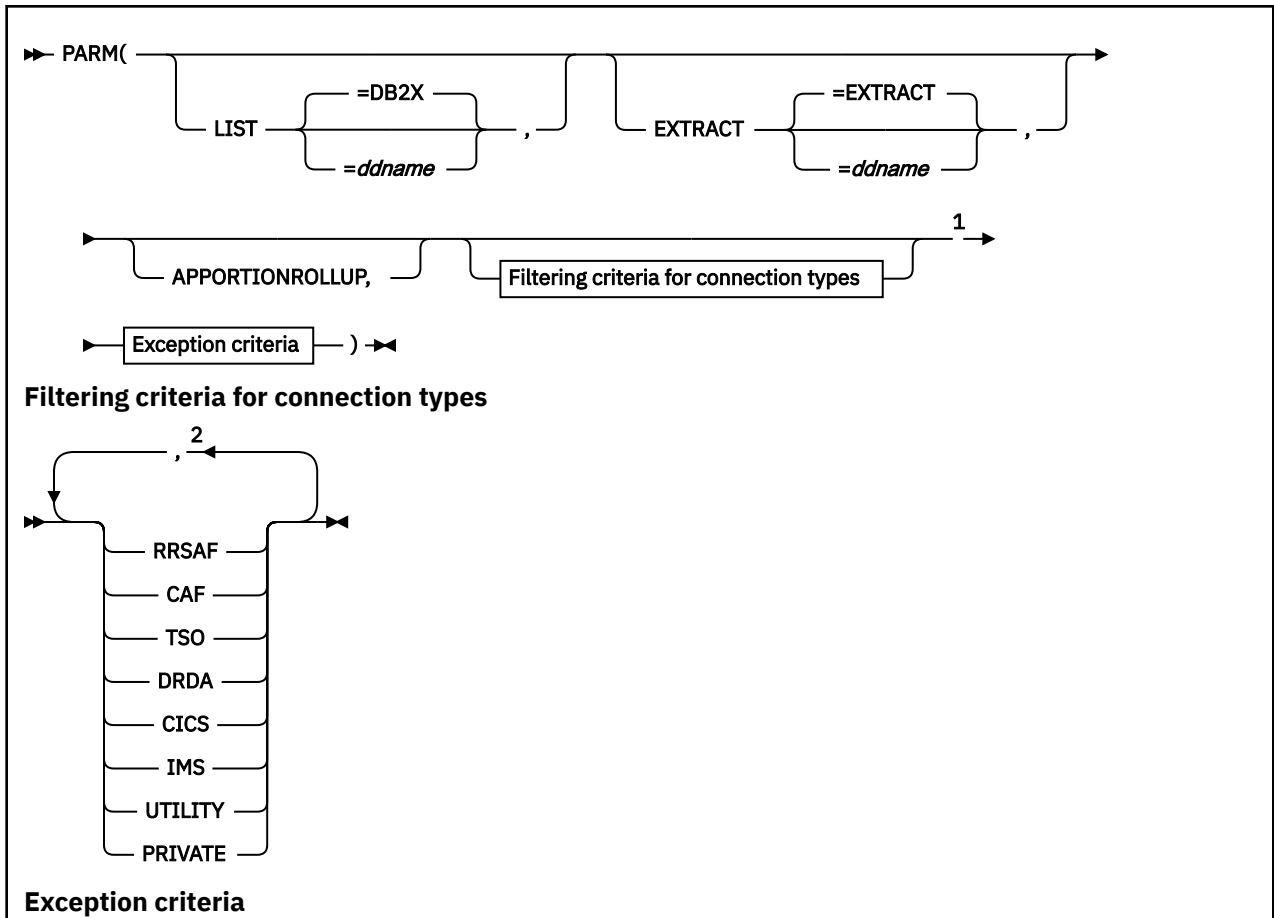 PARM(
=DB2X
=EXTRACT
LIST , EXTRACT ,
=ddname
=ddname
1
APPORTIONROLLUP, Filtering criteria for connection types
Exception criteria )
Filtering criteria for connection types
, 2
RRSAF
CAF
TSO
DRDA
CICS
IMS
UTILITY
PRIVATE
Exception criteria